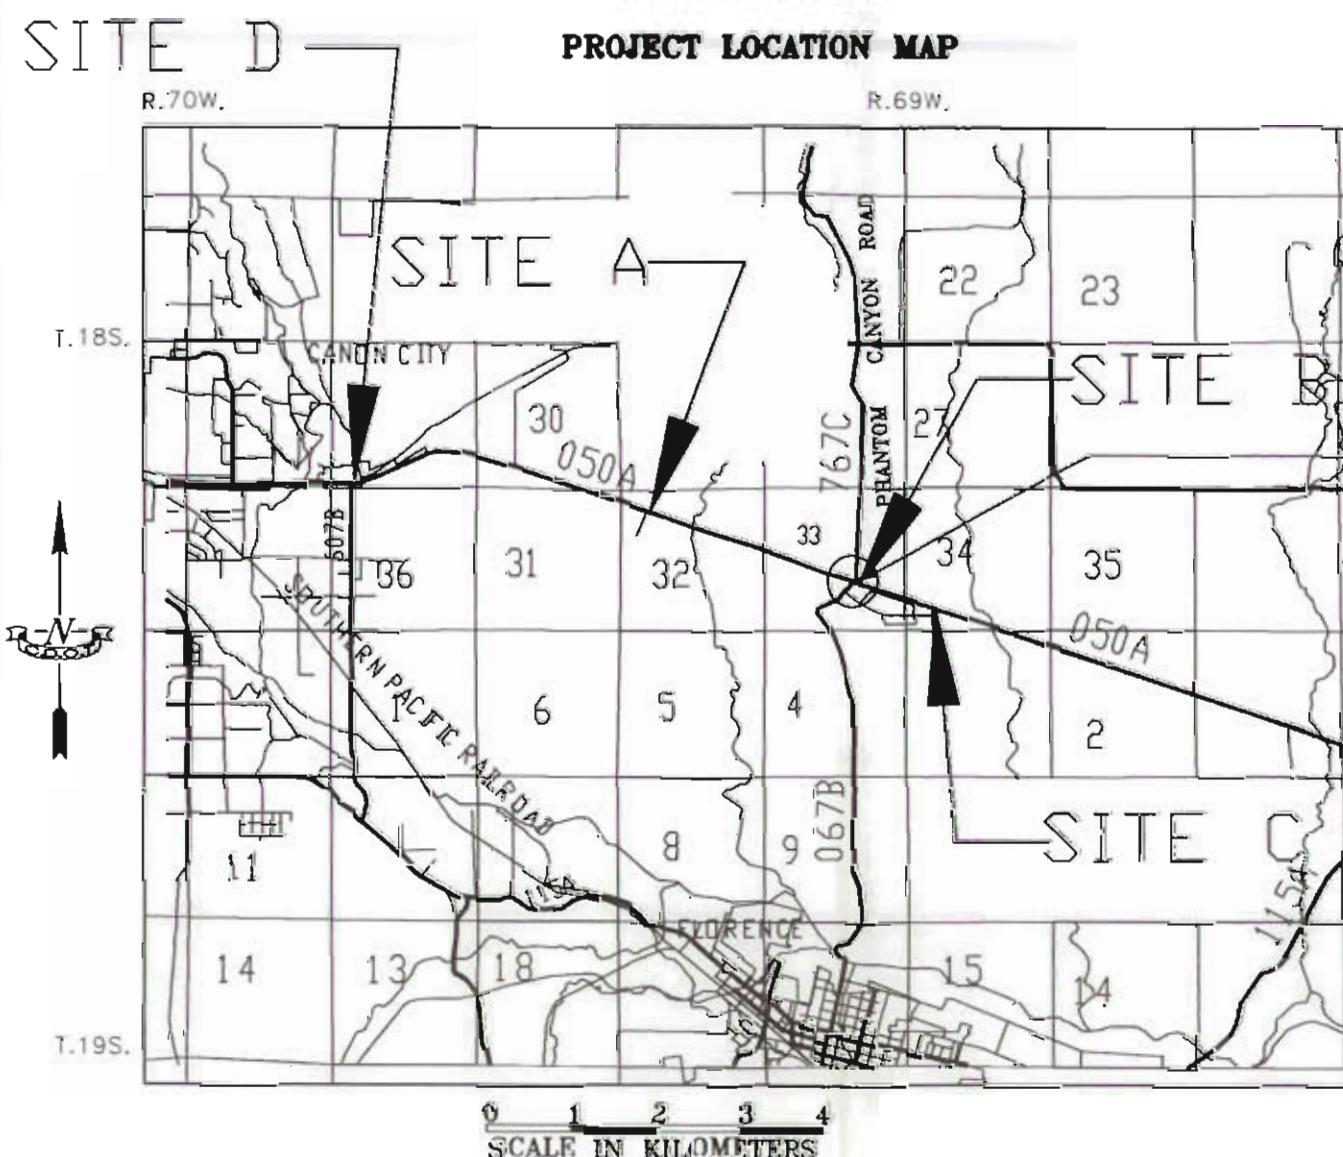 SITE D
PROJECT LOCATION MAP
R.70W.
R.69W.
SITE A
PHANTOM CANYON ROAD
22
23
T.18S.
CANON CITY
SITE B
30
27
767C
050A
33
34
35
31
32
36
N
SOUTHERN PACIFIC RAILROAD
050A
1
6
5
4
2
067B
8
9
SITE C
11
115A
FLORENCE
14
13
18
15
14
T.19S.
0 1 2 3 4
SCALE IN KILOMETERS